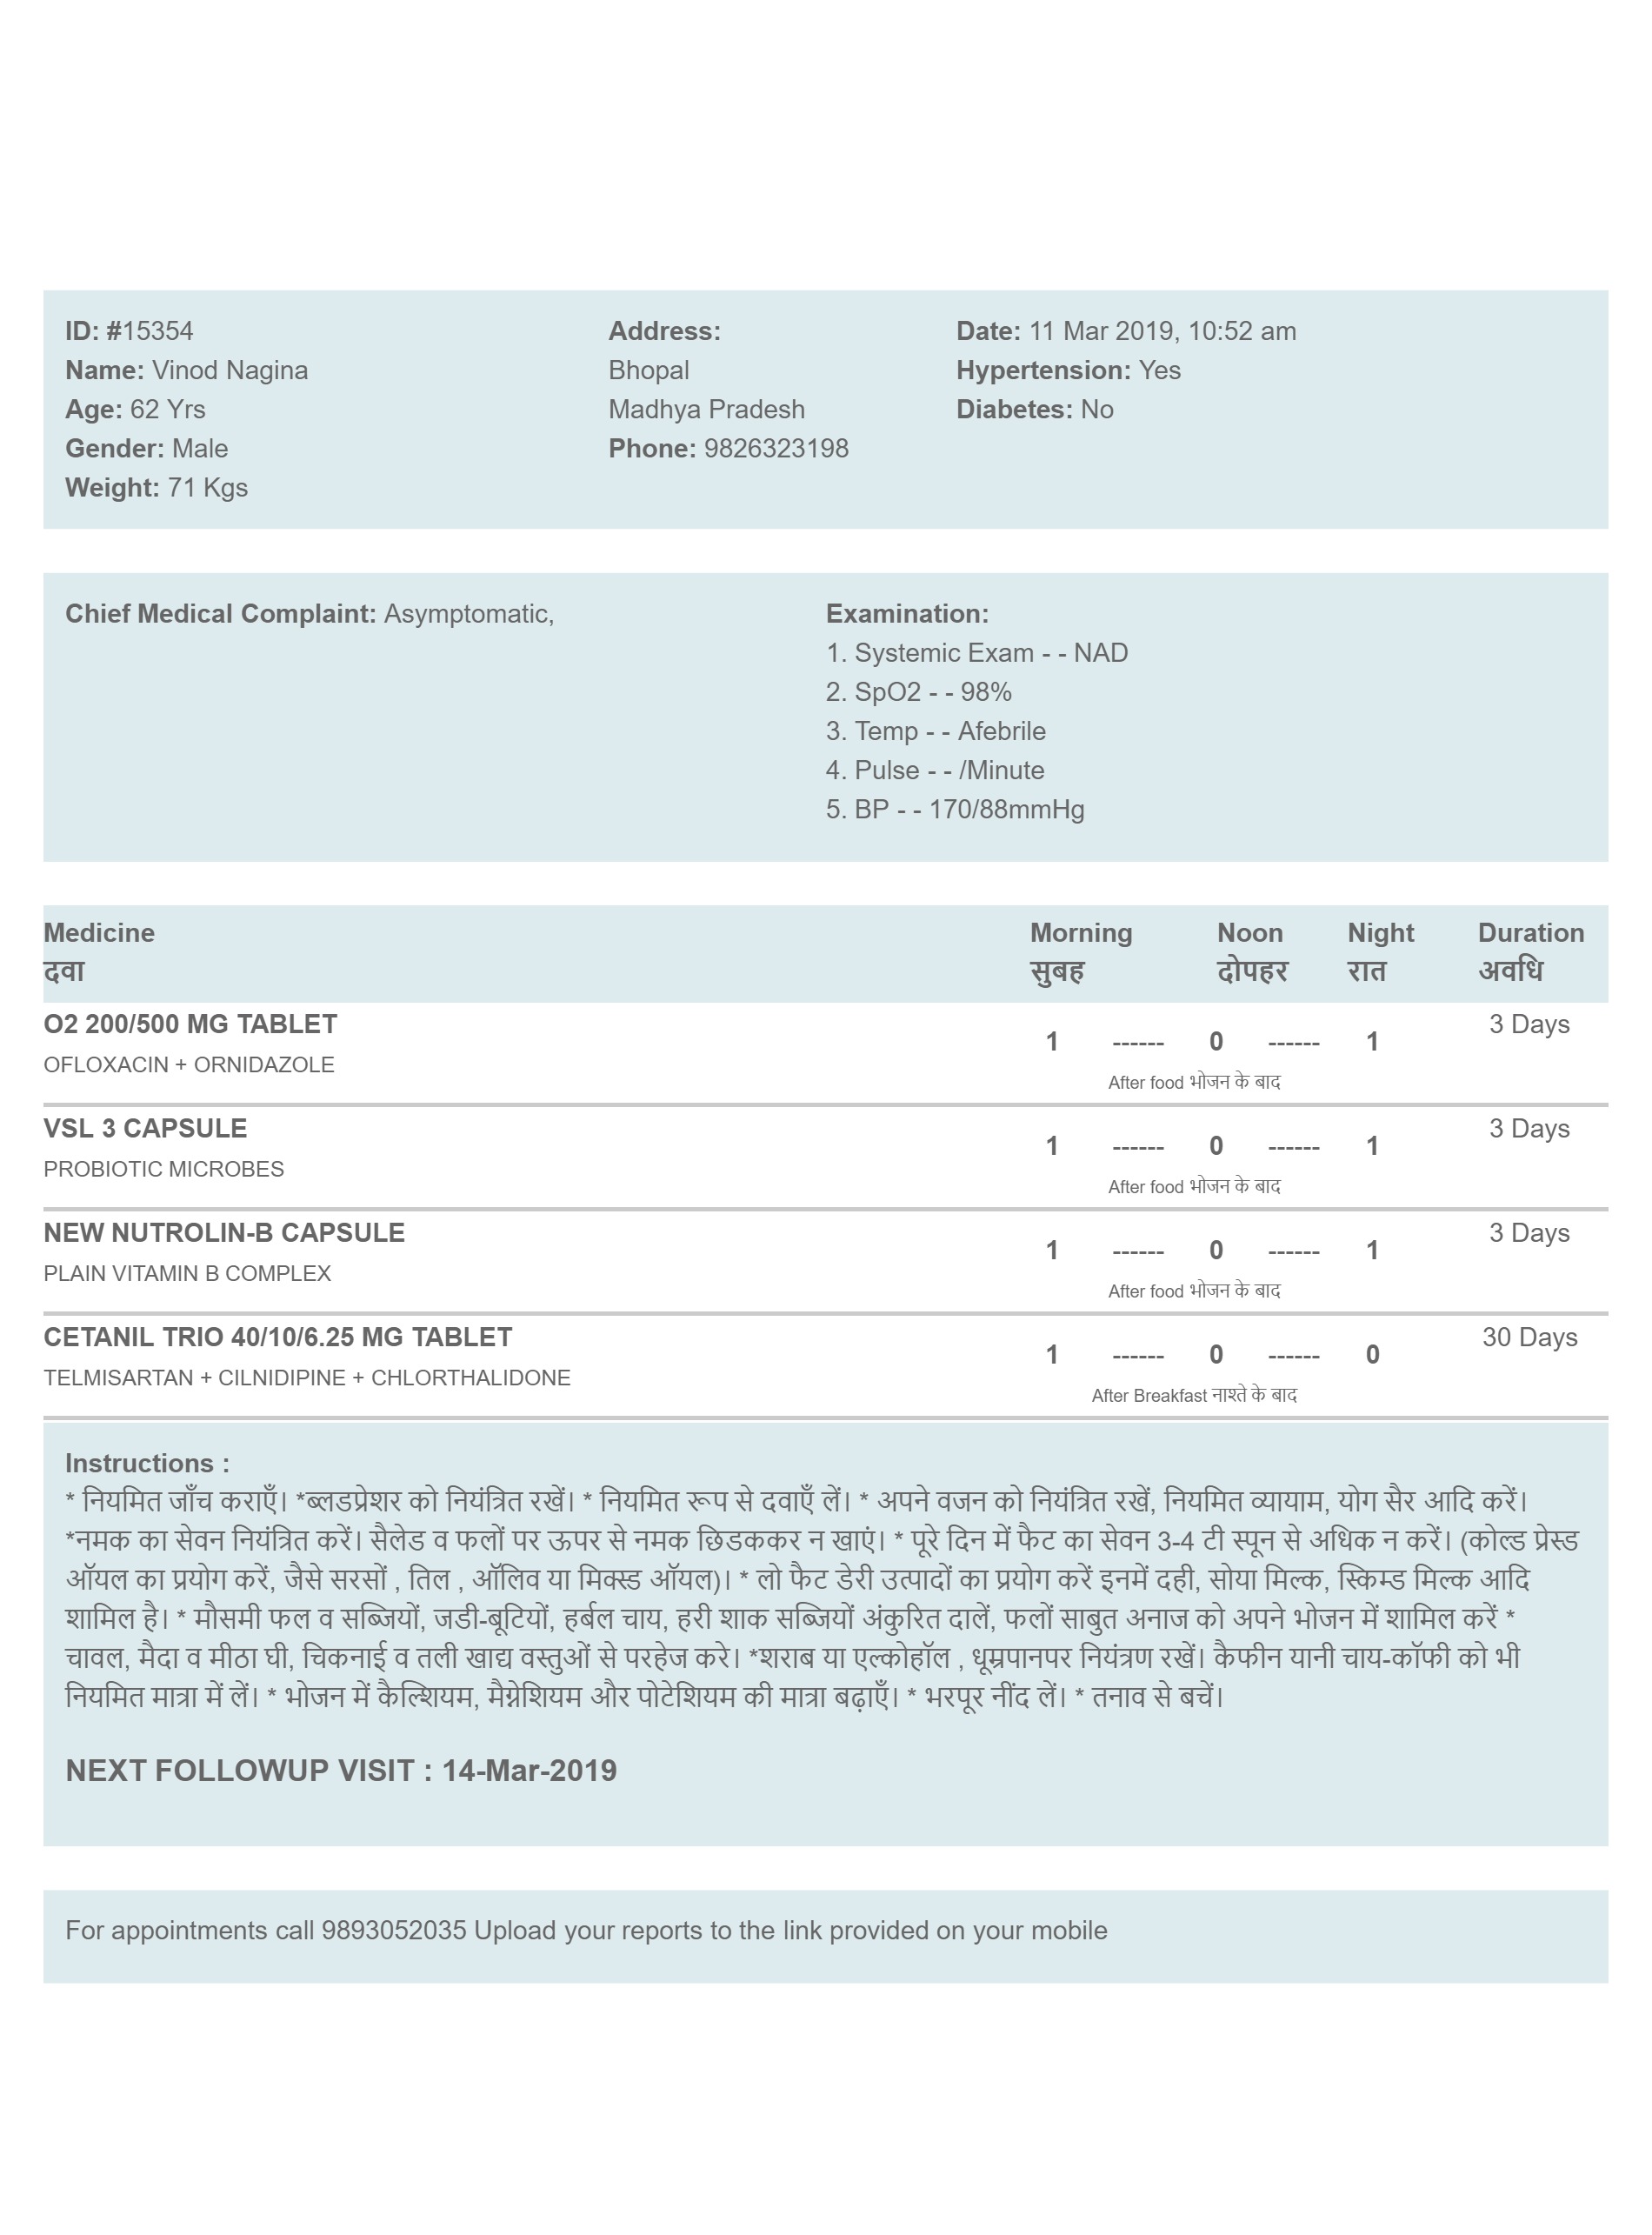 ID: #15354
Name: Vinod Nagina
Age: 62 Yrs
Gender: Male
Weight: 71 Kgs
Address:
Bhopal
Madhya Pradesh
Phone: 9826323198
Date: 11 Mar 2019, 10:52 am
Hypertension: Yes
Diabetes: No
Chief Medical Complaint: Asymptomatic,
Examination:
1. Systemic Exam - - NAD
2. SpO2 - - 98%
3. Temp - - Afebrile
4. Pulse - - /Minute
5. BP - - 170/88mmHg
Medicine Morning Noon Night Duration
दवा सुबह दोपहर रात अवधि
O2 200/500 MG TABLET 3 Days
1 ------ 0 ------ 1
OFLOXACIN + ORNIDAZOLE
After food भोजन के बाद
VSL 3 CAPSULE 3 Days
1 ------ 0 ------ 1
PROBIOTIC MICROBES
After food भोजन के बाद
NEW NUTROLIN-B CAPSULE 3 Days
1 ------ 0 ------ 1
PLAIN VITAMIN B COMPLEX
After food भोजन के बाद
CETANIL TRIO 40/10/6.25 MG TABLET 30 Days
1 ------ 0 ------ 0
TELMISARTAN + CILNIDIPINE + CHLORTHALIDONE
After Breakfast नाश्ते के बाद
Instructions :
* नियमित जाँच कराएँ। *ब्लडप्रेशर को नियंत्रित रखें। * नियमित रूप से दवाएँ लें। * अपने वजन को नियंत्रित रखें, नियमित व्यायाम, योग सैर आदि करें।
*नमक का सेवन नियंत्रित करें। सैलेड व फलों पर ऊपर से नमक छिडककर न खाएं। * पूरे दिन में फैट का सेवन 3-4 टी स्पून से अधिक न करें। (कोल्ड प्रेस्ड
ऑयल का प्रयोग करें, जैसे सरसों , तिल , ऑलिव या मिक्स्ड ऑयल)। * लो फैट डेरी उत्पादों का प्रयोग करें इनमें दही, सोया मिल्क, स्किम्ड मिल्क आदि
शामिल है। * मौसमी फल व सब्जियों, जडी-बूटियों, हर्बल चाय, हरी शाक सब्जियों अंकुरित दालें, फलों साबुत अनाज को अपने भोजन में शामिल करें *
चावल, मैदा व मीठा घी, चिकनाई व तली खाद्य वस्तुओं से परहेज करे। *शराब या एल्कोहॉल , धूम्रपानपर नियंत्रण रखें। कैफीन यानी चाय-कॉफी को भी
नियमित मात्रा में लें। * भोजन में कैल्शियम, मैग्नेशियम और पोटेशियम की मात्रा बढ़ाएँ। * भरपूर नींद लें। * तनाव से बचें।
NEXT FOLLOWUP VISIT : 14-Mar-2019
For appointments call 9893052035 Upload your reports to the link provided on your mobile